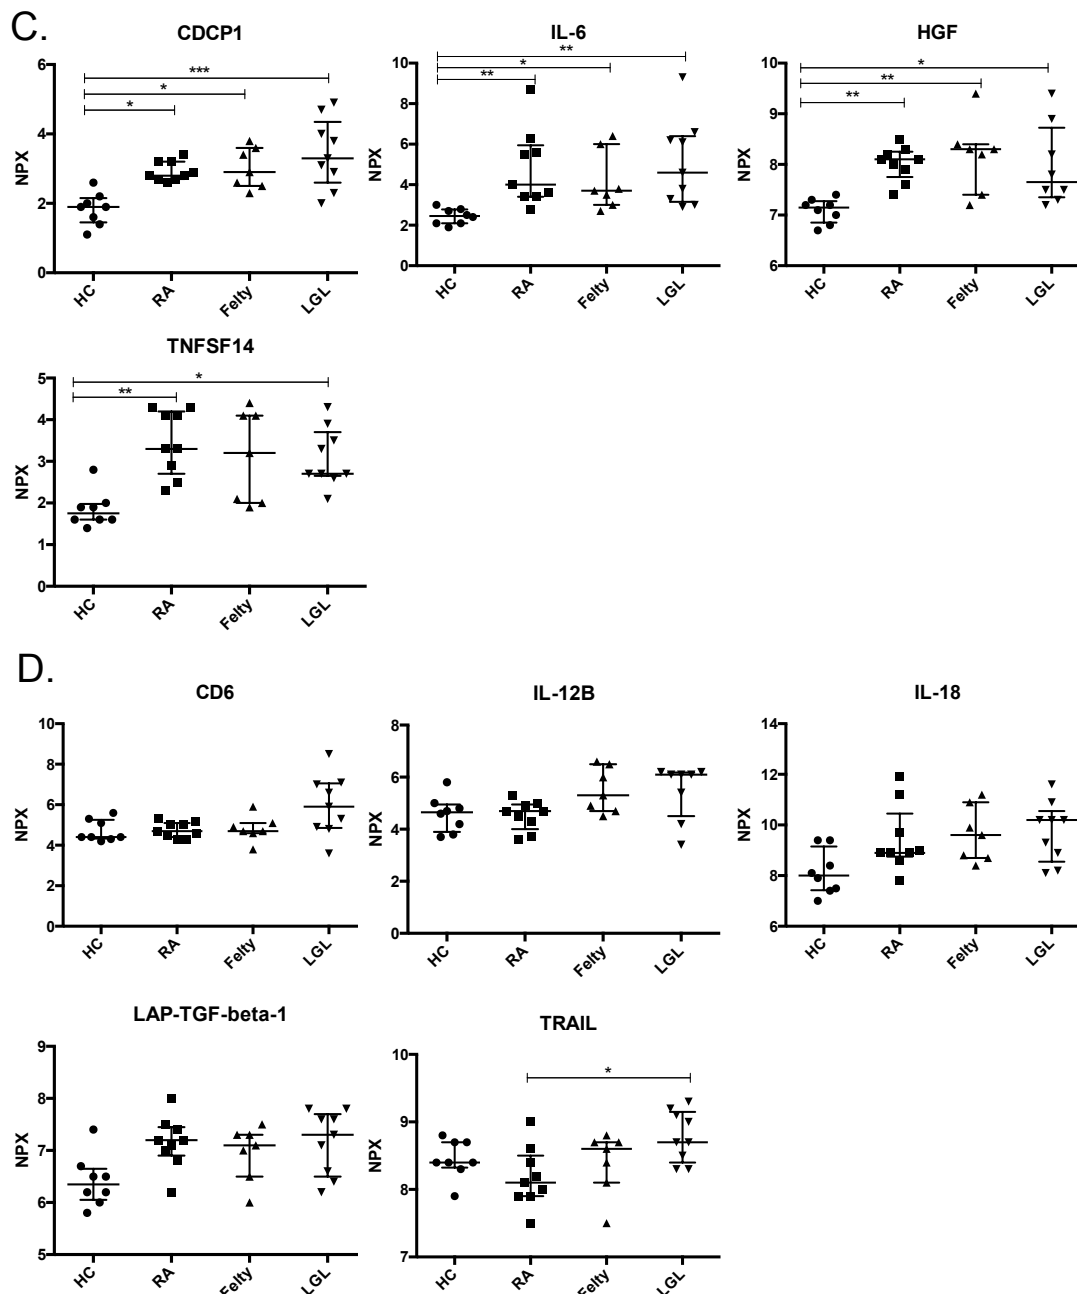 C.
CDCP1
NPX
6
4
2
0
***
*
*
HC
RA
Felty
LGL
IL-6
NPX
10
8
6
4
2
0
**
*
**
HC
RA
Felty
LGL
HGF
NPX
10
9
8
7
6
*
**
**
HC
RA
Felty
LGL
TNFSF14
NPX
5
4
3
2
1
0
*
**
HC
RA
Felty
LGL
D.
CD6
NPX
10
8
6
4
2
0
HC
RA
Felty
LGL
IL-12B
NPX
8
6
4
2
0
HC
RA
Felty
LGL
IL-18
NPX
14
12
10
8
6
HC
RA
Felty
LGL
LAP-TGF-beta-1
NPX
9
8
7
6
5
HC
RA
Felty
LGL
TRAIL
NPX
10
9
8
7
*
HC
RA
Felty
LGL